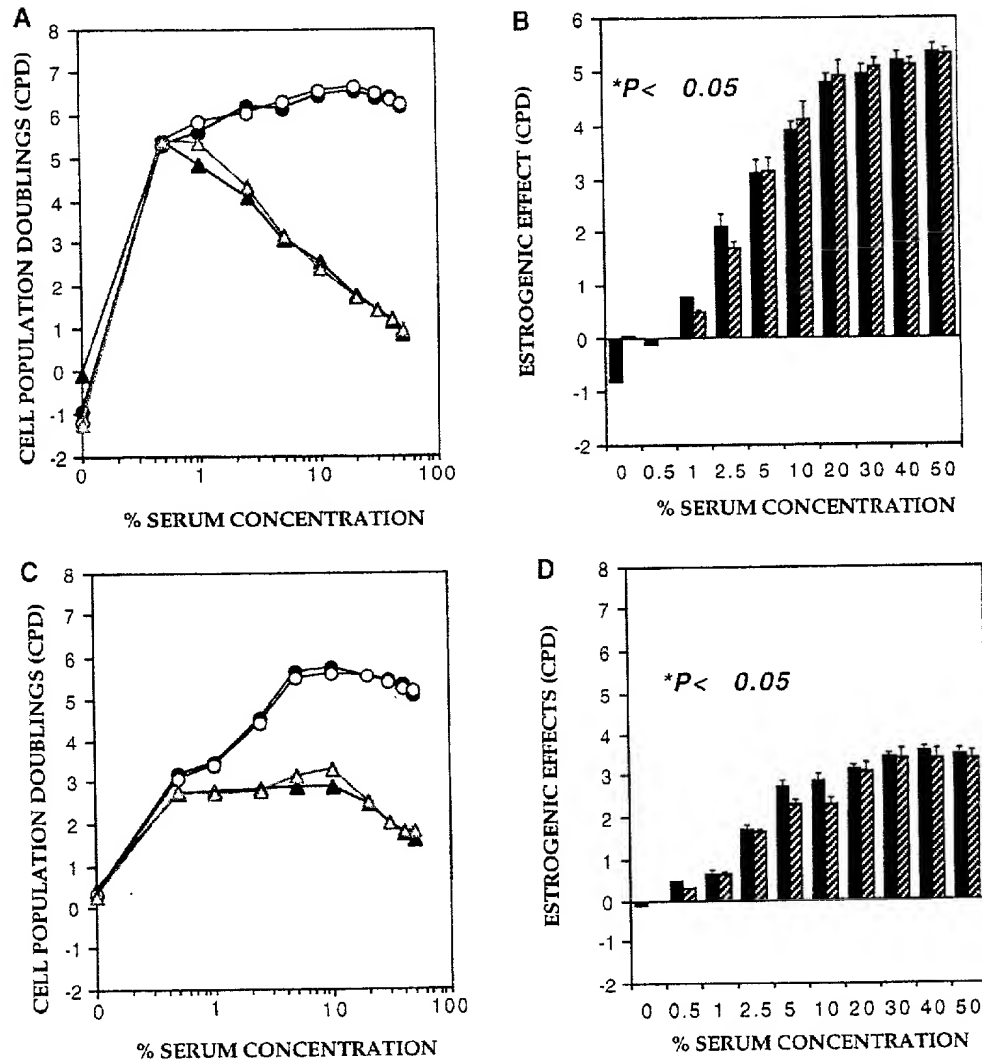 A
CELL POPULATION DOUBLINGS (CPD)
8
7
6
5
4
3
2
1
0
-1
-2
0 1 10 100
% SERUM CONCENTRATION
B
ESTROGENIC EFFECT (CPD)
6
5
4
3
2
1
0
-1
-2
*P< 0.05
0 0.5 1 2.5 5 10 20 30 40 50
% SERUM CONCENTRATION
C
CELL POPULATION DOUBLINGS (CPD)
8
7
6
5
4
3
2
1
0
-1
-2
0 1 10 100
% SERUM CONCENTRATION
D
ESTROGENIC EFFECTS (CPD)
8
7
6
5
4
3
2
1
0
-1
-2
*P< 0.05
0 0.5 1 2.5 5 10 20 30 40 50
% SERUM CONCENTRATION